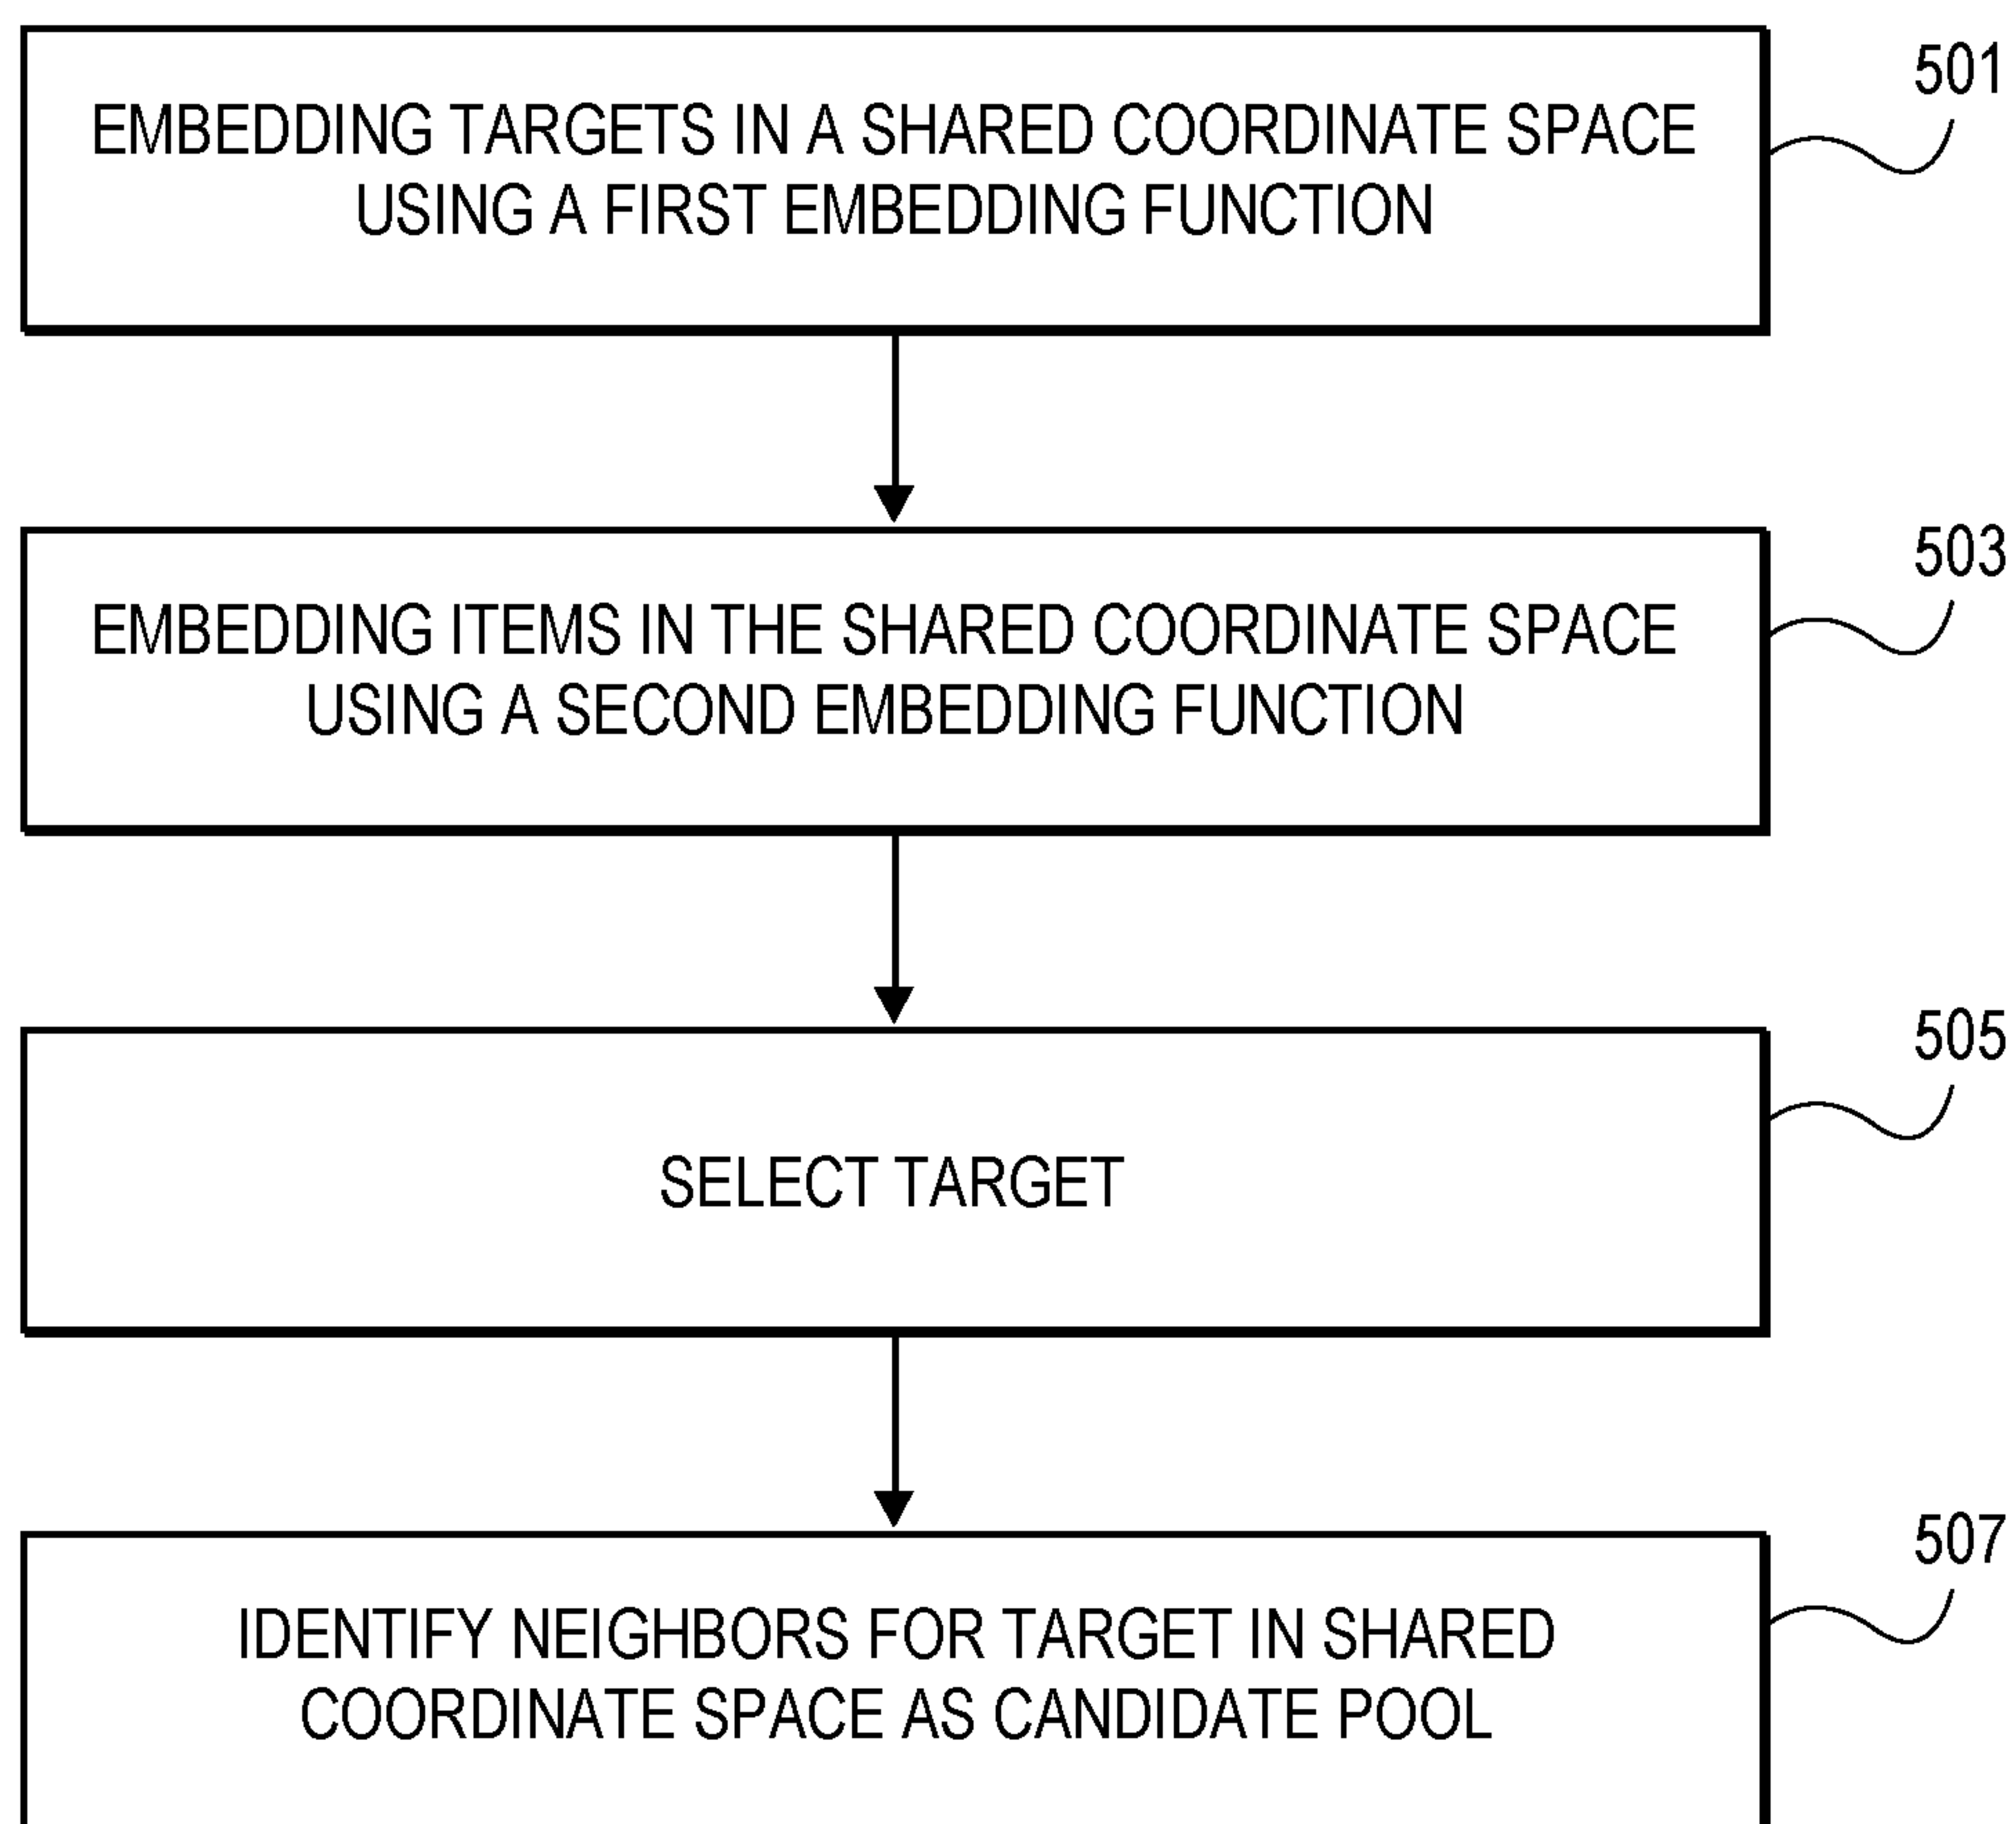 501
EMBEDDING TARGETS IN A SHARED COORDINATE SPACE
USING A FIRST EMBEDDING FUNCTION
503
EMBEDDING ITEMS IN THE SHARED COORDINATE SPACE
USING A SECOND EMBEDDING FUNCTION
505
SELECT TARGET
507
IDENTIFY NEIGHBORS FOR TARGET IN SHARED
COORDINATE SPACE AS CANDIDATE POOL